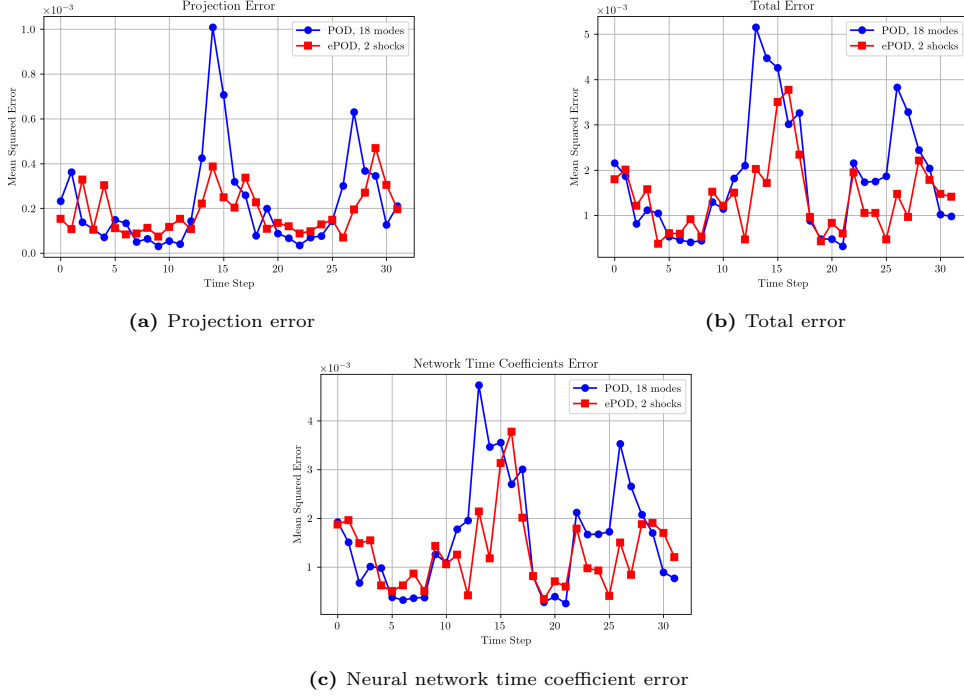 Projection Error
×10⁻³
POD, 18 modes
ePOD, 2 shocks
1.0
0.8
0.6
0.4
0.2
0.0
Mean Squared Error
0 5 10 15 20 25 30
Time Step
(a) Projection error
Total Error
×10⁻³
POD, 18 modes
ePOD, 2 shocks
5
4
3
2
1
Mean Squared Error
0 5 10 15 20 25 30
Time Step
(b) Total error
Network Time Coefficients Error
×10⁻³
POD, 18 modes
ePOD, 2 shocks
4
3
2
1
Mean Squared Error
0 5 10 15 20 25 30
Time Step
(c) Neural network time coefficient error